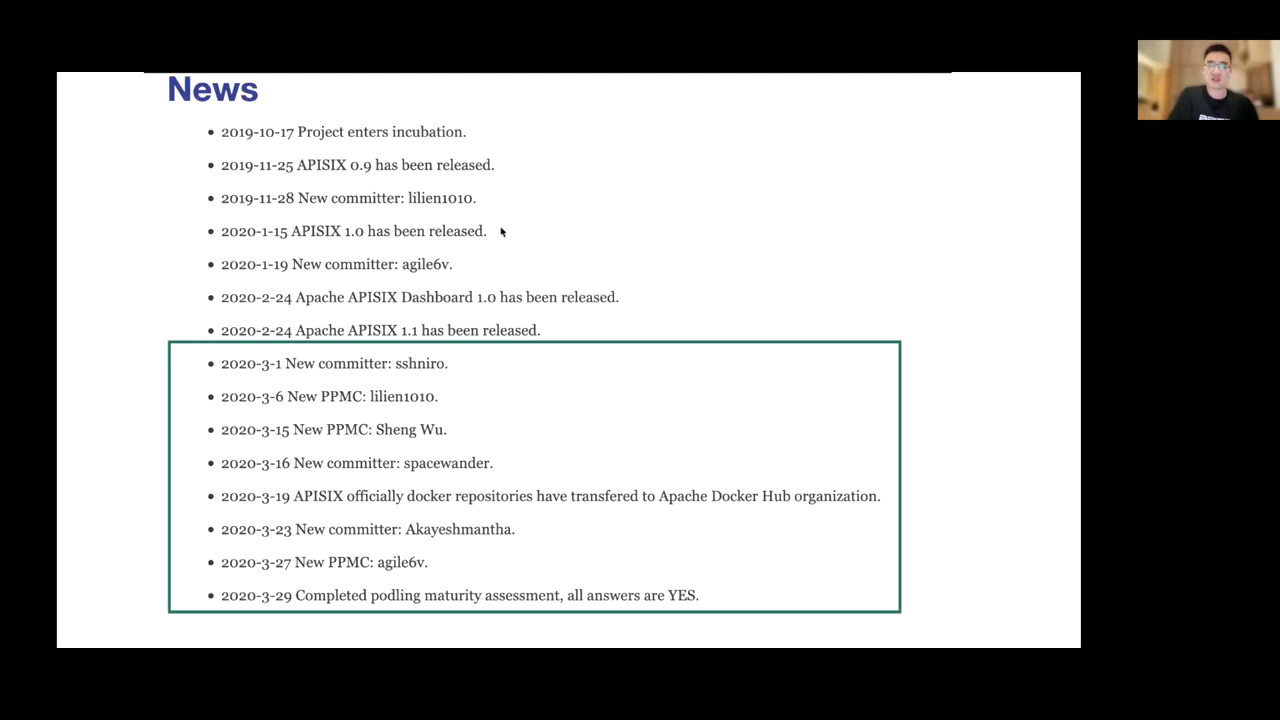 News
2019-10-17 Project enters incubation.
2019-11-25 APISIX 0.9 has been released.
2019-11-28 New committer: lilien1010.
2020-1-15 APISIX 1.0 has been released.
2020-1-19 New committer: agile6v.
2020-2-24 Apache APISIX Dashboard 1.0 has been released.
2020-2-24 Apache APISIX 1.1 has been released.
2020-3-1 New committer: sshniro.
2020-3-6 New PPMC: lilien1010.
2020-3-15 New PPMC: Sheng Wu.
2020-3-16 New committer: spacewander.
2020-3-19 APISIX officially docker repositories have transfered to Apache Docker Hub organization.
2020-3-23 New committer: Akayeshmantha.
2020-3-27 New PPMC: agile6v.
2020-3-29 Completed podling maturity assessment, all answers are YES.